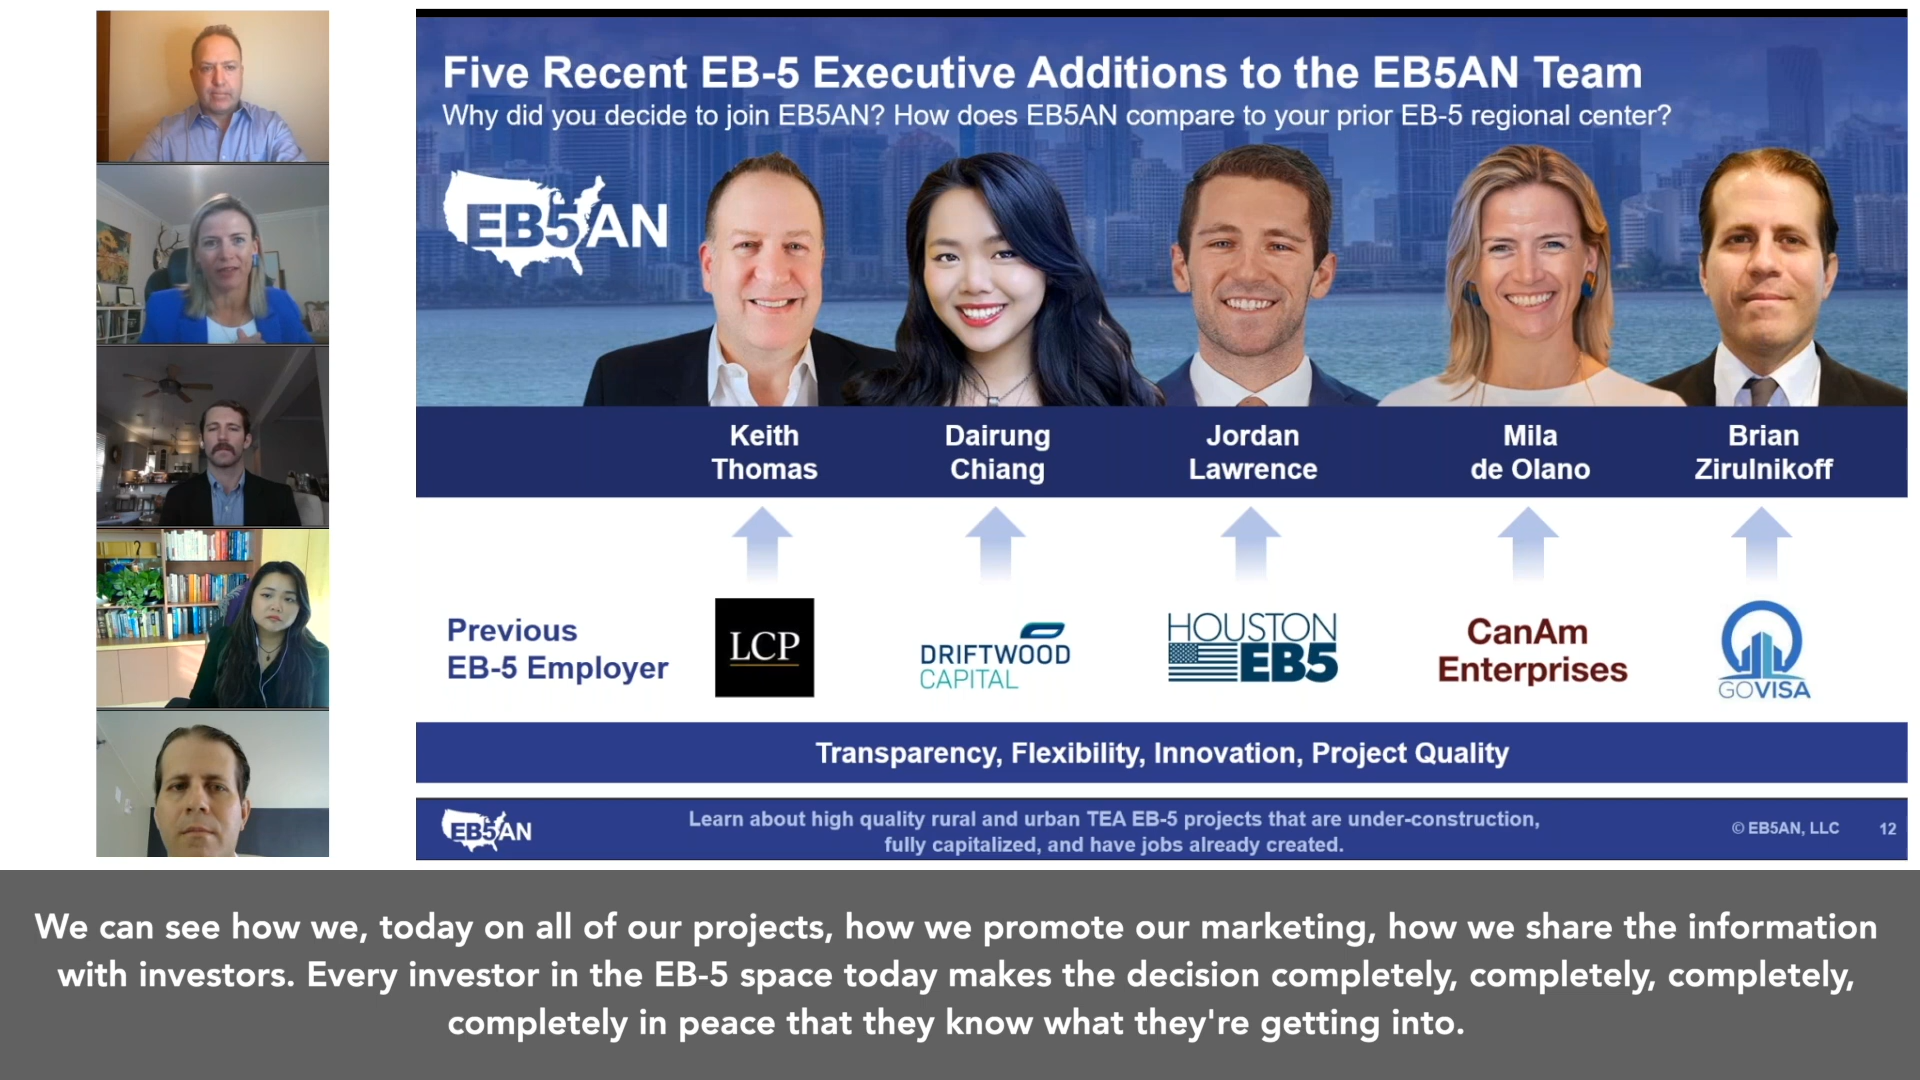 Five Recent EB-5 Executive Additions to the EB5AN Team
Why did you decide to join EB5AN? How does EB5AN compare to your prior EB-5 regional center?
EB5AN
Keith
Thomas
Dairung
Chiang
Jordan
Lawrence
Mila
de Olano
Brian
Zirulnikoff
Previous
EB-5 Employer
LCP
DRIFTWOOD
CAPITAL
HOUSTON
EB5
CanAm
Enterprises
GOVISA
Transparency, Flexibility, Innovation, Project Quality
EB5AN
Learn about high quality rural and urban TEA EB-5 projects that are under-construction,
fully capitalized, and have jobs already created.
© EB5AN, LLC 12
We can see how we, today on all of our projects, how we promote our marketing, how we share the information
with investors. Every investor in the EB-5 space today makes the decision completely, completely, completely,
completely in peace that they know what they're getting into.